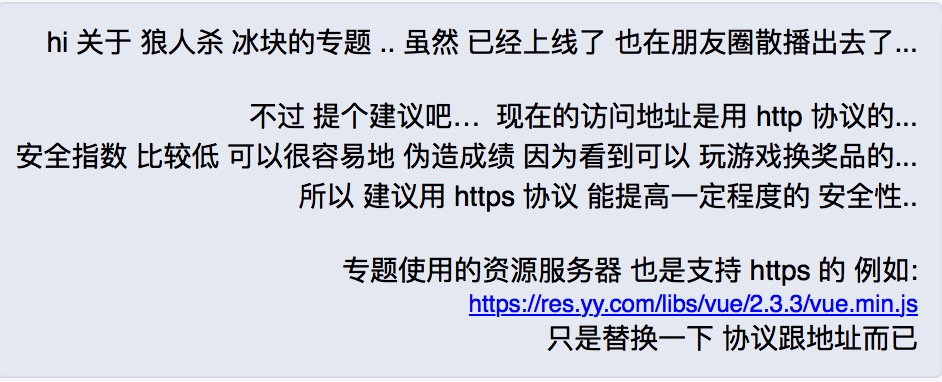 hi 关于 狼人杀 冰块的专题 .. 虽然 已经上线了 也在朋友圈散播出去了...
不过 提个建议吧… 现在的访问地址是用 http 协议的...
安全指数 比较低 可以很容易地 伪造成绩 因为看到可以 玩游戏换奖品的...
所以 建议用 https 协议 能提高一定程度的 安全性..
专题使用的资源服务器 也是支持 https 的 例如:
https://res.yy.com/libs/vue/2.3.3/vue.min.js
只是替换一下 协议跟地址而已